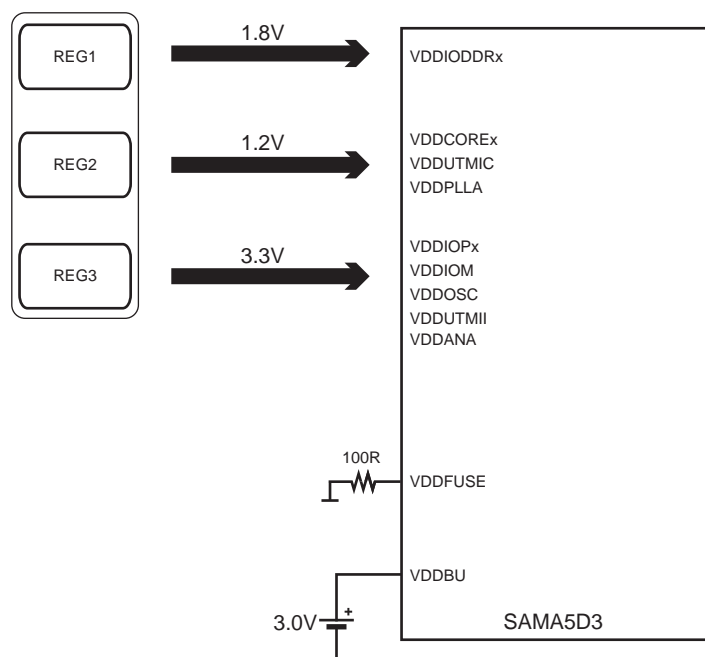 REG1
1.8V
VDDIODDRx
REG2
1.2V
VDDCOREx
VDDUTMIC
VDDPLLA
REG3
3.3V
VDDIOPx
VDDIOM
VDDOSC
VDDUTMII
VDDANA
100R
VDDFUSE
VDDBU
3.0V
+
SAMA5D3